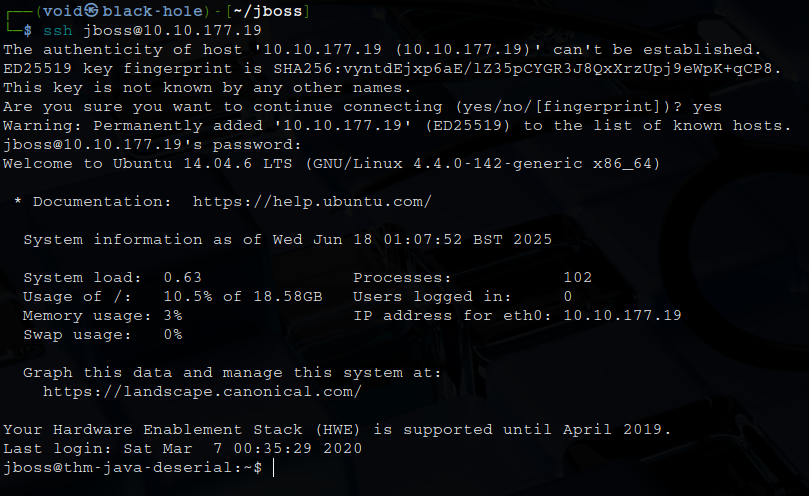 ┌──(void㉿black-hole)-[~/jboss]
└─$ ssh jboss@10.10.177.19
The authenticity of host '10.10.177.19 (10.10.177.19)' can't be established.
ED25519 key fingerprint is SHA256:vyntdEjxp6aE/lZ35pCYGR3J8QxXrzUpj9eWpK+qCP8.
This key is not known by any other names.
Are you sure you want to continue connecting (yes/no/[fingerprint])? yes
Warning: Permanently added '10.10.177.19' (ED25519) to the list of known hosts.
jboss@10.10.177.19's password:
Welcome to Ubuntu 14.04.6 LTS (GNU/Linux 4.4.0-142-generic x86_64)
* Documentation:  https://help.ubuntu.com/
System information as of Wed Jun 18 01:07:52 BST 2025
System load:  0.63              Processes:           102
Usage of /:   10.5% of 18.58GB   Users logged in:     0
Memory usage: 3%                IP address for eth0: 10.10.177.19
Swap usage:   0%
Graph this data and manage this system at:
https://landscape.canonical.com/
Your Hardware Enablement Stack (HWE) is supported until April 2019.
Last login: Sat Mar  7 00:35:29 2020
jboss@thm-java-deserial:~$